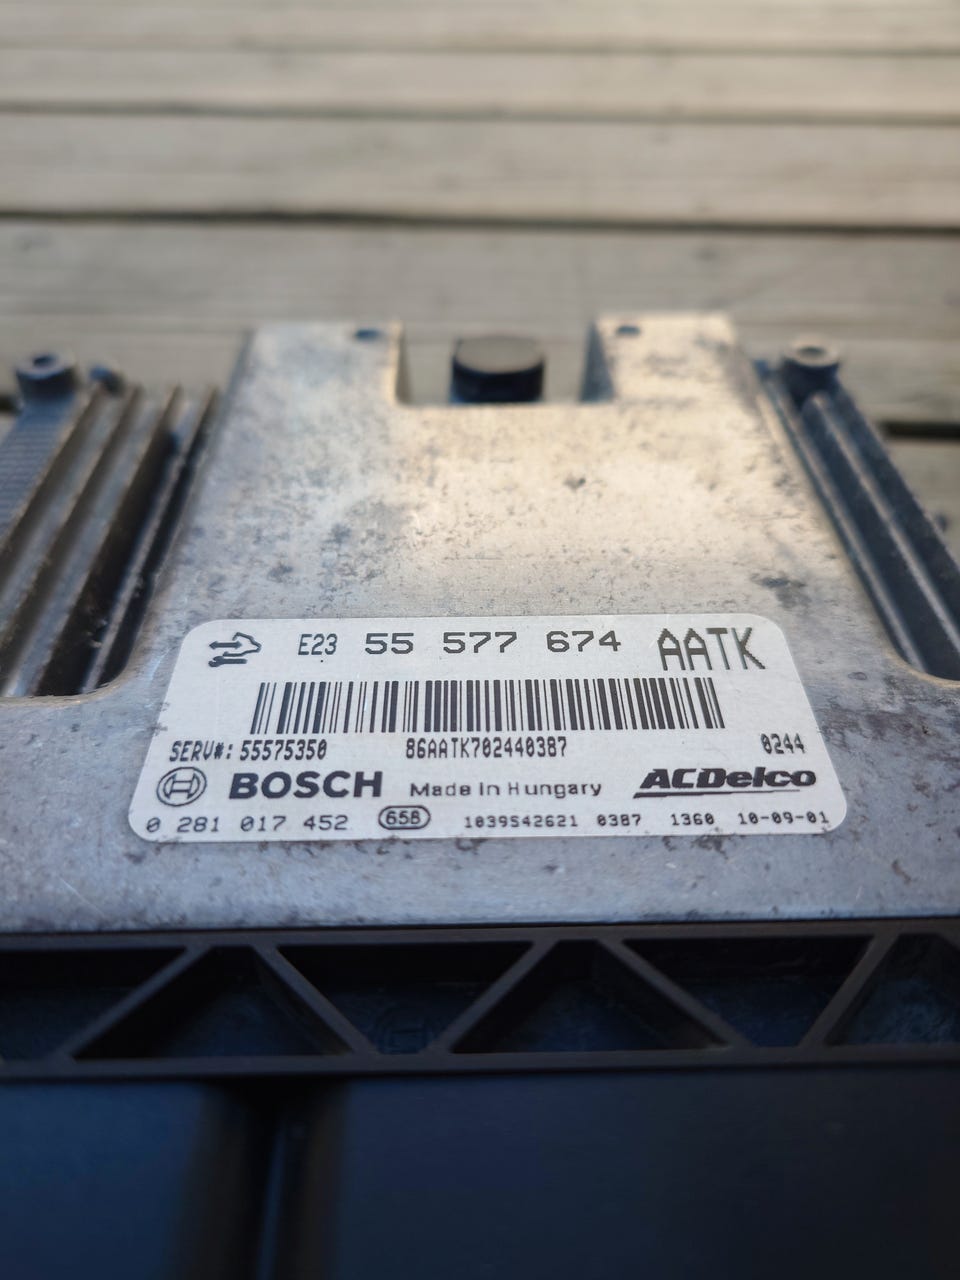 E23 55 577 674 AATK
SERV#: 55575350 86AATK702440387 0244
BOSCH Made in Hungary ACDelco
0 281 017 452 658 1039S42621 0387 1360 10-09-01